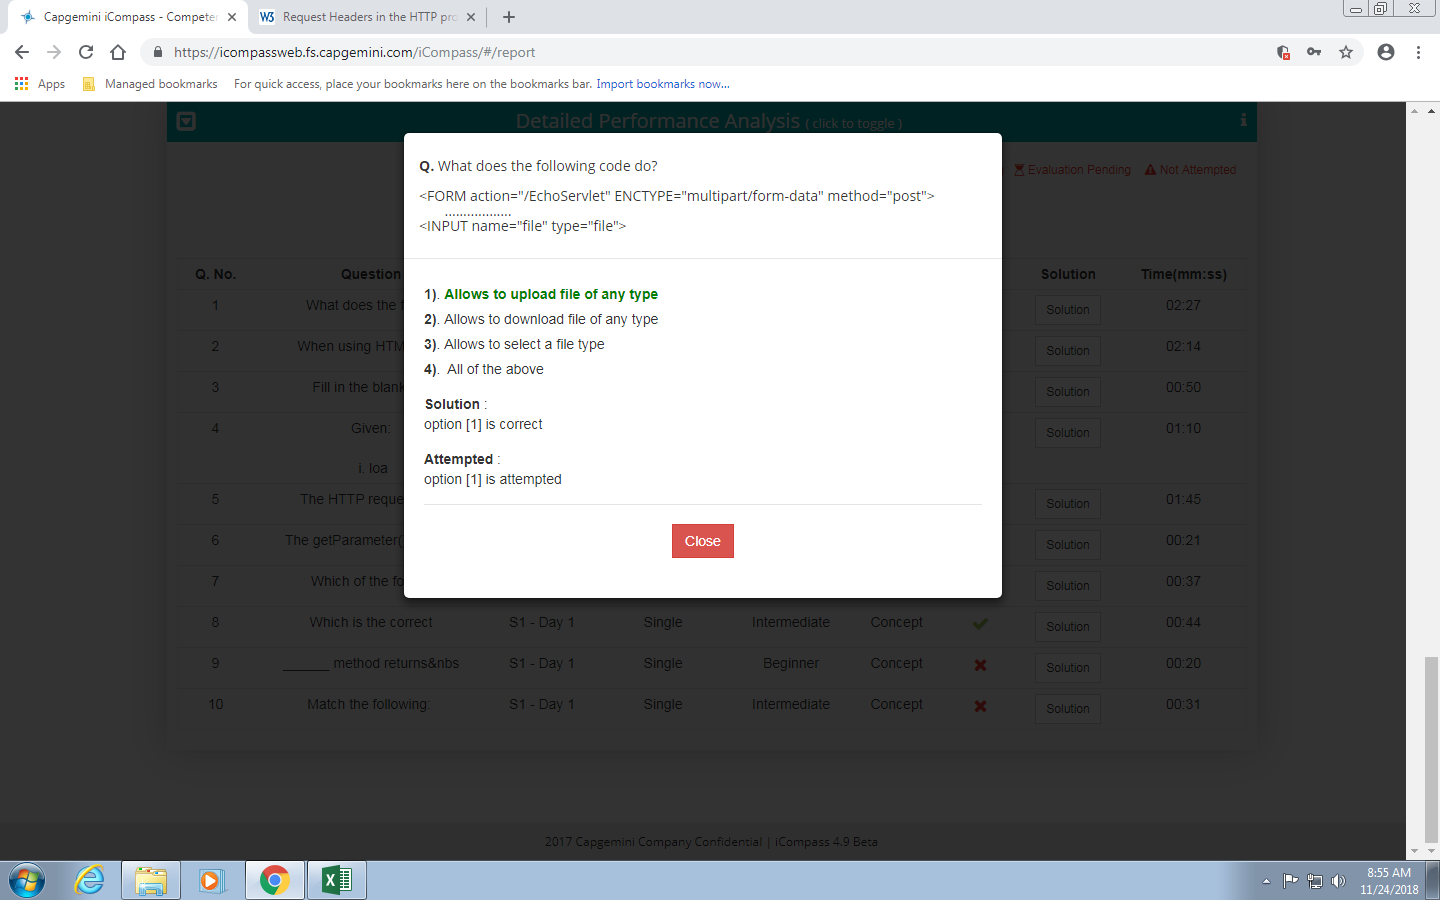 Capgemini iCompass - Competen
Request Headers in the HTTP pro
https://icompassweb.fs.capgemini.com/iCompass/#/report
Apps Managed bookmarks For quick access, place your bookmarks here on the bookmarks bar. Import bookmarks now...
Detailed Performance Analysis ( click to toggle )
Evaluation Pending Not Attempted
Q. What does the following code do?
<FORM action="/EchoServlet" ENCTYPE="multipart/form-data" method="post">
..................
<INPUT name="file" type="file">
1). Allows to upload file of any type
2). Allows to download file of any type
3). Allows to select a file type
4). All of the above
Solution :
option [1] is correct
Attempted :
option [1] is attempted
Close
Q. No. Question Solution Time(mm:ss)
1 What does the Solution 02:27
2 When using HTM Solution 02:14
3 Fill in the blank Solution 00:50
4 Given: Solution 01:10
i. loa
5 The HTTP reque Solution 01:45
6 The getParameter( Solution 00:21
7 Which of the fo Solution 00:37
8 Which is the correct S1 - Day 1 Single Intermediate Concept Solution 00:44
9 ______ method returns&nbs S1 - Day 1 Single Beginner Concept Solution 00:20
10 Match the following: S1 - Day 1 Single Intermediate Concept Solution 00:31
2017 Capgemini Company Confidential | iCompass 4.9 Beta
8:55 AM
11/24/2018